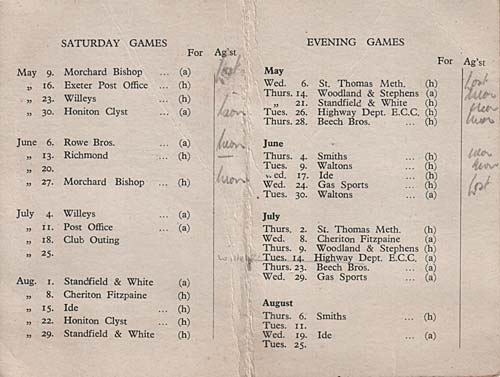 SATURDAY GAMES
For Ag'st
May 9. Morchard Bishop ... (a) lost
„ 16. Exeter Post Office ... (h)
„ 23. Willeys ... (h)
„ 30. Honiton Clyst ... (a) won
June 6. Rowe Bros. ... (a) won
„ 13. Richmond ... (h)
„ 20.
„ 27. Morchard Bishop ... (h) won
July 4. Willeys ... (a)
„ 11. Post Office ... (a)
„ 18. Club Outing
„ 25.
Aug. 1. Standfield & White (a)
„ 8. Cheriton Fitzpaine (h)
„ 15. Ide ... (h)
„ 22. Honiton Clyst ... (h)
„ 29. Standfield & White (h)
EVENING GAMES
For Ag'st
May
Wed. 6. St. Thomas Meth. (h) lost
Thurs. 14. Woodland & Stephens (a) won
„ 21. Standfield & White (h) won
Tues. 26. Highway Dept. E.C.C. (h) won
Thurs. 28. Beech Bros. ... (h)
June
Thurs. 4. Smiths ... (h) won
Tues. 9. Waltons ... (h) won
Wed. 17. Ide ... (h)
Wed. 24. Gas Sports ... (h) lost
Tues. 30. Waltons ... (a)
July
Thurs. 2. St. Thomas Meth. (h)
Wed. 8. Cheriton Fitzpaine (a)
Thurs. 9. Woodland & Stephens (h)
Tues. 14. Highway Dept. E.C.C. (a)
Thurs. 23. Beech Bros. ... (a)
Wed. 29. Gas Sports ... (a)
August
Thurs. 6. Smiths ... (h)
Tues. 11.
Wed. 19. Ide ... (a)
Tues. 25.